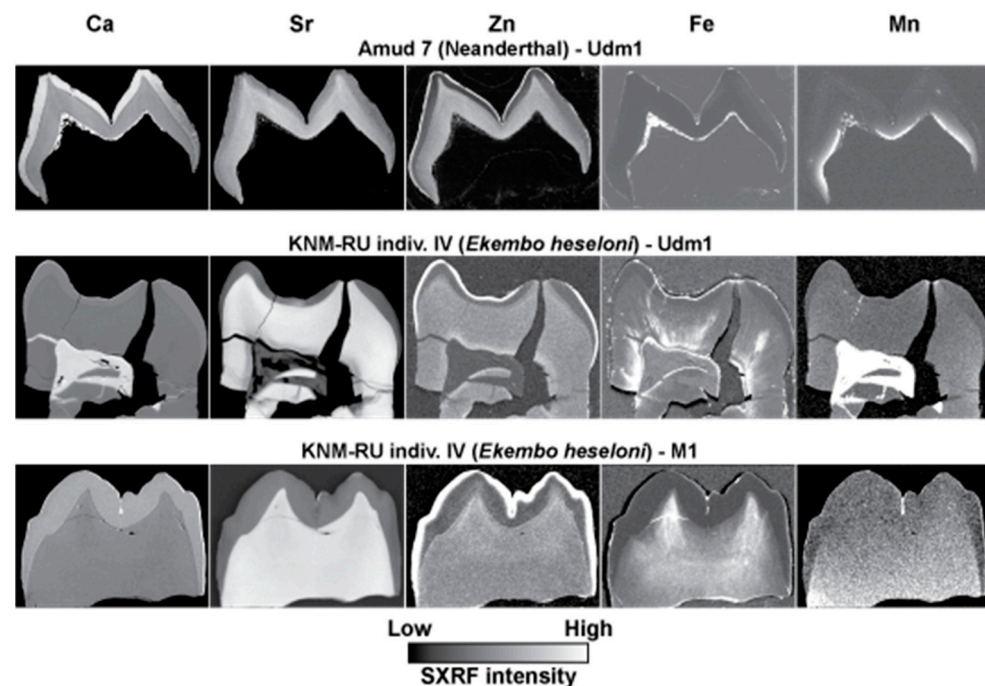 Ca Sr Zn Fe Mn
Amud 7 (Neanderthal) - Udm1
KNM-RU indiv. IV (Ekembo heseloni) - Udm1
KNM-RU indiv. IV (Ekembo heseloni) - M1
Low High
SXRF intensity